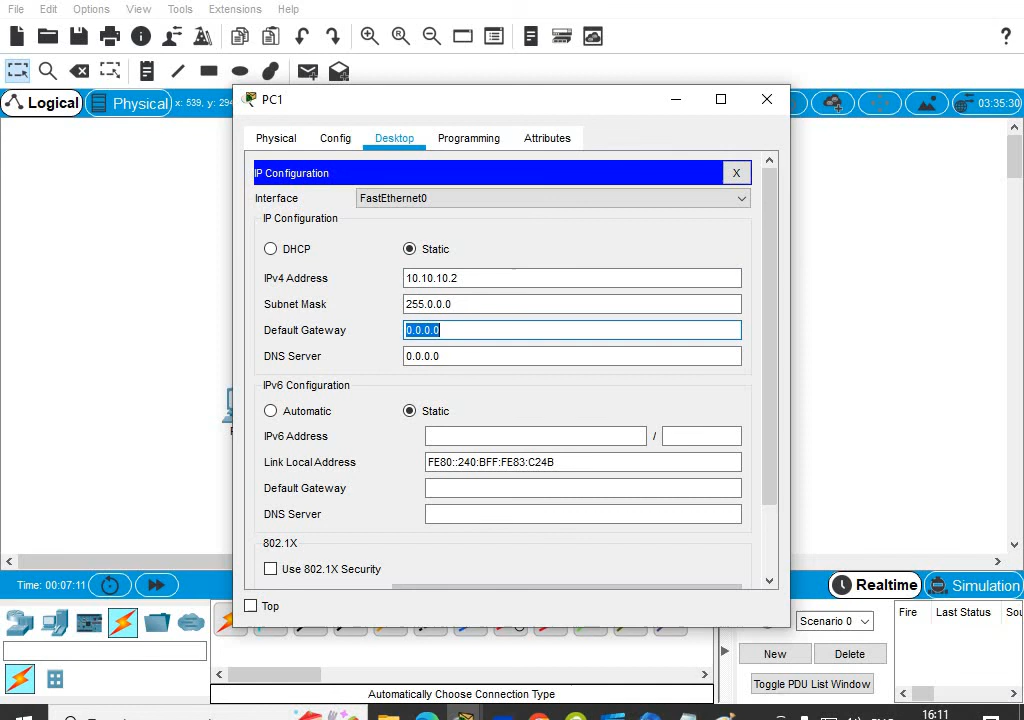 File Edit Options View Tools Extensions Help
?
Logical Physical x: 539, y: 294 03:35:30
PC1
Physical Config Desktop Programming Attributes
IP Configuration X
Interface FastEthernet0
IP Configuration
DHCP Static
IPv4 Address 10.10.10.2
Subnet Mask 255.0.0.0
Default Gateway 0.0.0.0
DNS Server 0.0.0.0
IPv6 Configuration
Automatic Static
IPv6 Address /
Link Local Address FE80::240:BFF:FE83:C24B
Default Gateway
DNS Server
802.1X
Use 802.1X Security
Top
Time: 00:07:11 Realtime Simulation
Scenario 0 Fire Last Status Sou
New Delete
Toggle PDU List Window
Automatically Choose Connection Type
16:11